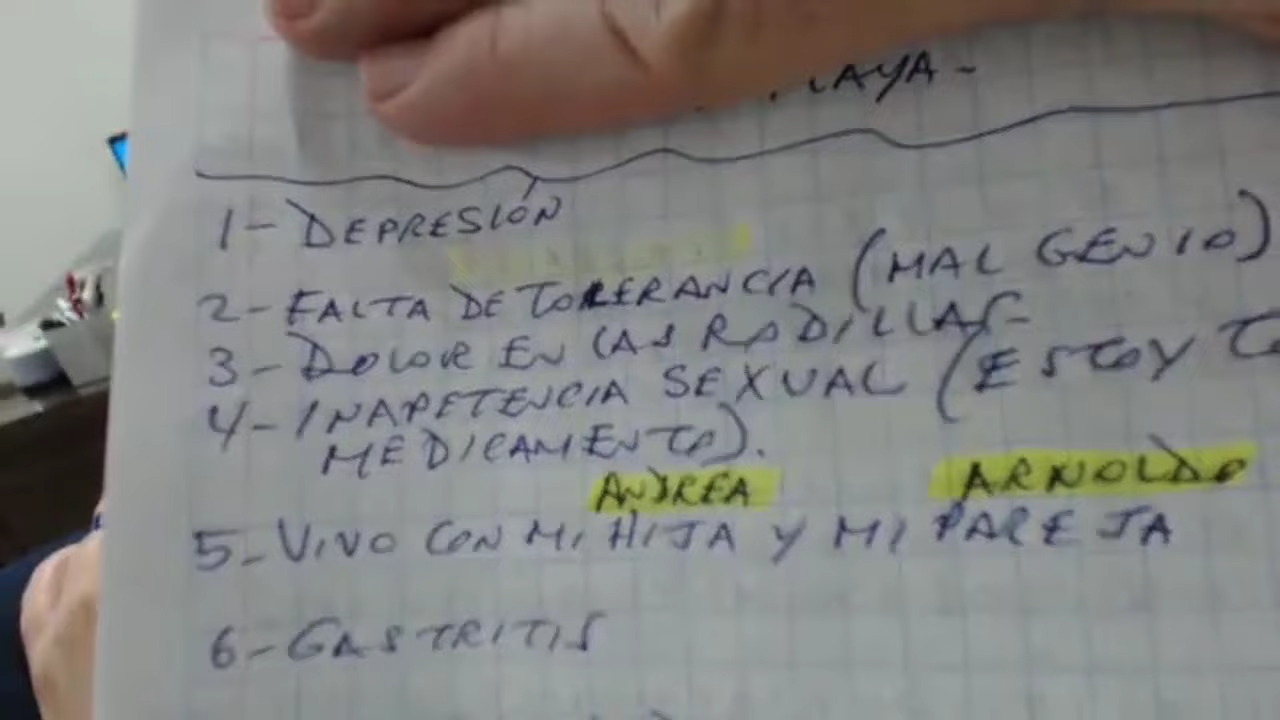 1- DEPRESIÓN
2- FALTA DE TOLERANCIA (MAL GENIO)
3- DOLOR EN LAS RODILLAS-
4- INAPETENCIA SEXUAL (ESTOY
MEDICAMENTO).
ANDREA ARNOLDO
5- VIVO CON MI HIJA Y MI PAREJA
6- GASTRITIS